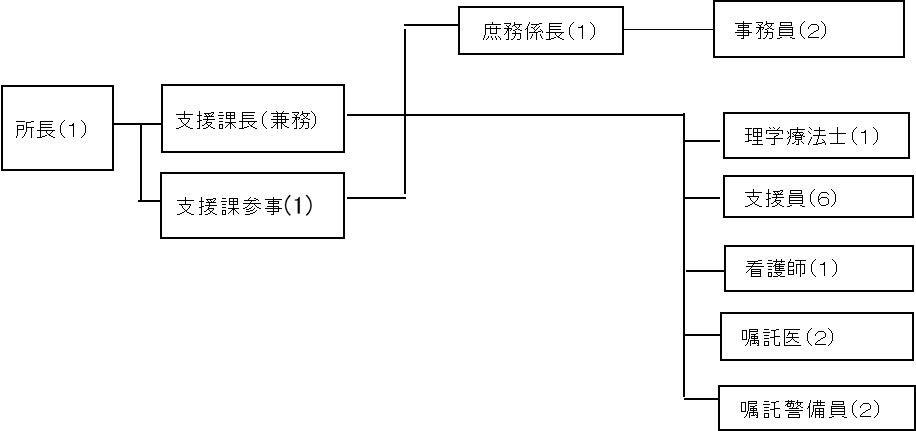 庶務係長(1)
事務員(2)
所長(1)
支援課長(兼務)
支援課参事(1)
理学療法士(1)
支援員(6)
看護師(1)
嘱託医(2)
嘱託警備員(2)